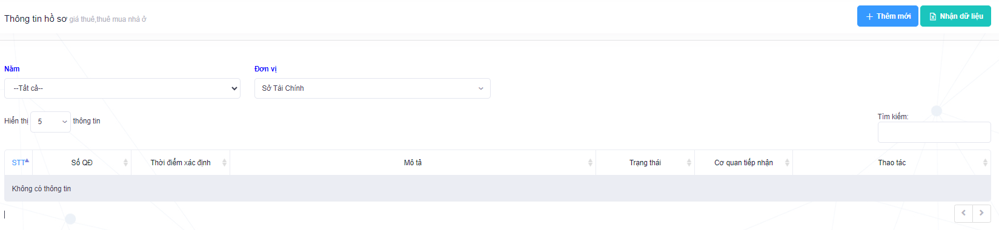 Thông tin hồ sơ giá thuê,thuê mua nhà ở
Thêm mới
Nhận dữ liệu
Năm
Đơn vị
--Tất cả--
Sở Tài Chính
Hiển thị 5 thông tin
Tìm kiếm:
STT Số QĐ Thời điểm xác định Mô tả Trạng thái Cơ quan tiếp nhận Thao tác
Không có thông tin